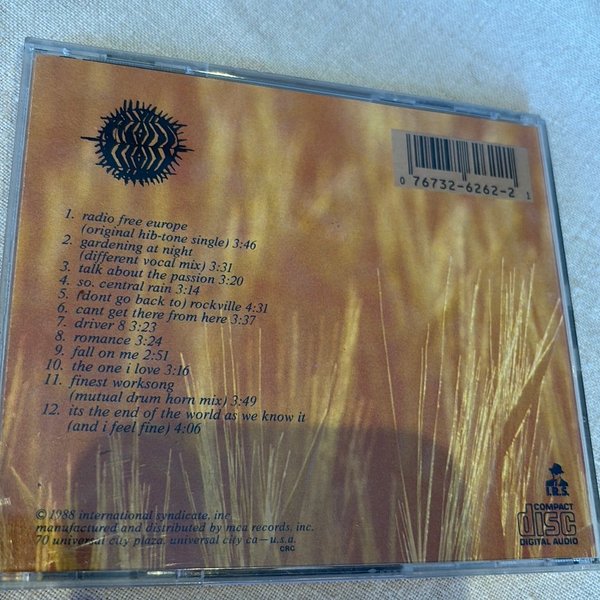 0 76732-6262-2 1
1. radio free europe
(original hib-tone single) 3:46
2. gardening at night
(different vocal mix) 3:31
3. talk about the passion 3:20
4. so. central rain 3:14
5. (dont go back to) rockville 4:31
6. cant get there from here 3:37
7. driver 8 3:23
8. romance 3:24
9. fall on me 2:51
10. the one i love 3:16
11. finest worksong
(mutual drum horn mix) 3:49
12. its the end of the world as we know it
(and i feel fine) 4:06
I.R.S.
© 1988 international syndicate, inc.
manufactured and distributed by mca records, inc.
70 universal city plaza, universal city ca—u.s.a.
CRC
COMPACT
disc
DIGITAL AUDIO